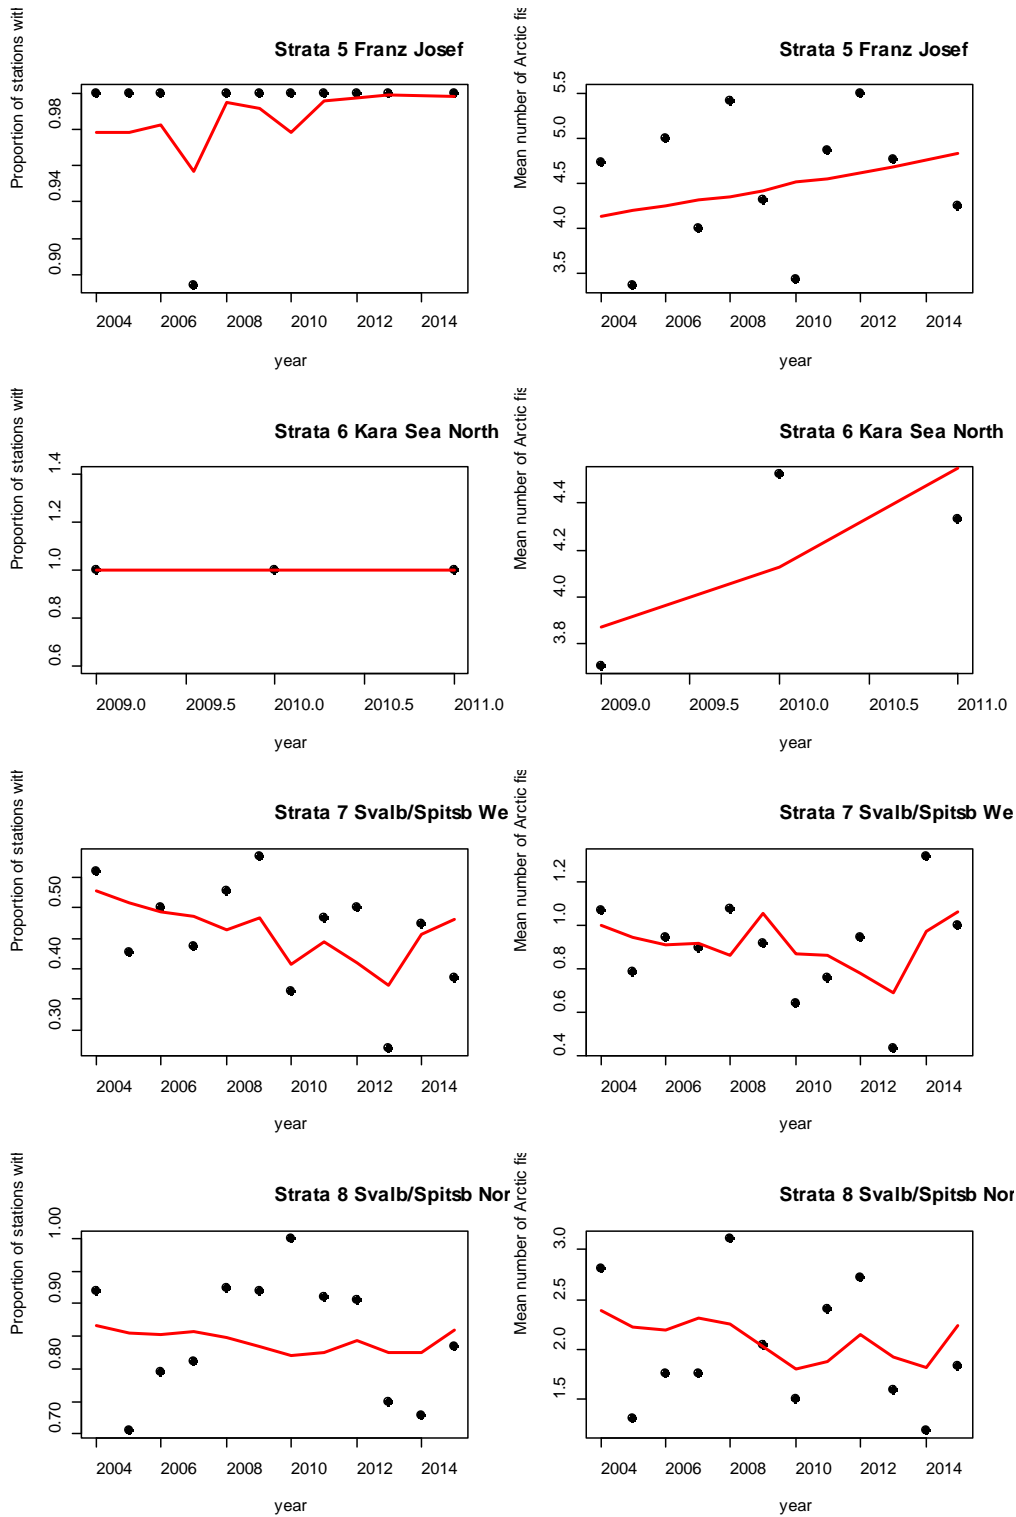 Strata 5 Franz Josef
Proportion of stations with
0.90 0.94 0.98
2004 2006 2008 2010 2012 2014
year
Strata 5 Franz Josef
Mean number of Arctic fis
3.5 4.0 4.5 5.0 5.5
2004 2006 2008 2010 2012 2014
year
Strata 6 Kara Sea North
Proportion of stations with
0.6 0.8 1.0 1.2 1.4
2009.0 2009.5 2010.0 2010.5 2011.0
year
Strata 6 Kara Sea North
Mean number of Arctic fis
3.8 4.0 4.2 4.4
2009.0 2009.5 2010.0 2010.5 2011.0
year
Strata 7 Svalb/Spitsb We
Proportion of stations with
0.30 0.40 0.50
2004 2006 2008 2010 2012 2014
year
Strata 7 Svalb/Spitsb We
Mean number of Arctic fis
0.4 0.6 0.8 1.0 1.2
2004 2006 2008 2010 2012 2014
year
Strata 8 Svalb/Spitsb Nor
Proportion of stations with
0.70 0.80 0.90 1.00
2004 2006 2008 2010 2012 2014
year
Strata 8 Svalb/Spitsb Nor
Mean number of Arctic fis
1.5 2.0 2.5 3.0
2004 2006 2008 2010 2012 2014
year